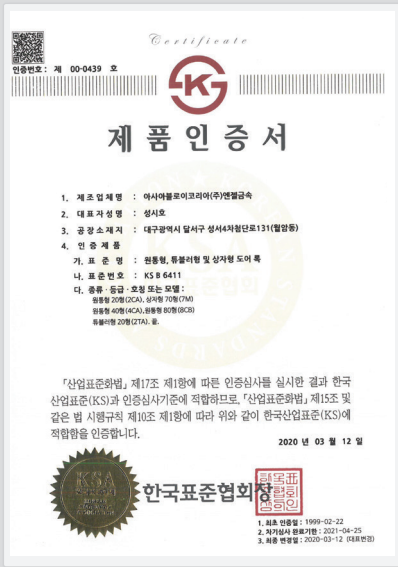 Certificate
인증번호 : 제 00-0439 호
제품인증서
1. 제조업체명 : 아사아블로이코리아(주)엔젤금속
2. 대표자성명 : 성시호
3. 공장소재지 : 대구광역시 달서구 성서4차첨단로131(월암동)
4. 인증제품
가. 표준명 : 원통형, 튜블러형 및 상자형 도어 록
나. 표준번호 : KS B 6411
다. 종류·등급·호칭 또는 모델 :
원통형 20형(2CA), 상자형 70형(7M)
원통형 40형(4CA),원통형 80형(8CB)
튜블러형 20형(2TA). 끝.
「산업표준화법」제17조 제1항에 따른 인증심사를 실시한 결과 한국
산업표준(KS)과 인증심사기준에 적합하므로,「산업표준화법」제15조 및
같은 법 시행규칙 제10조 제1항에 따라 위와 같이 한국산업표준(KS)에
적합함을 인증합니다.
2020 년 03 월 12 일
KSA
한국표준협회장
1. 최초 인증일 : 1999-02-22
2. 차기심사 완료기한 : 2021-04-25
3. 최종 변경일 : 2020-03-12 (대표변경)